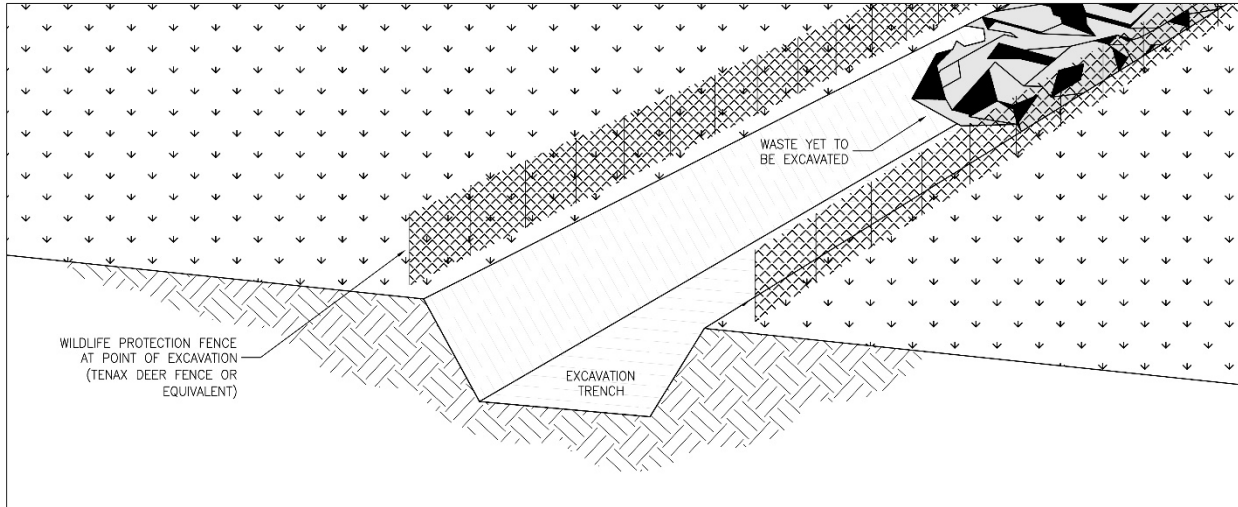 WASTE YET TO
BE EXCAVATED
WILDLIFE PROTECTION FENCE
AT POINT OF EXCAVATION
(TENAX DEER FENCE OR
EQUIVALENT)
EXCAVATION
TRENCH